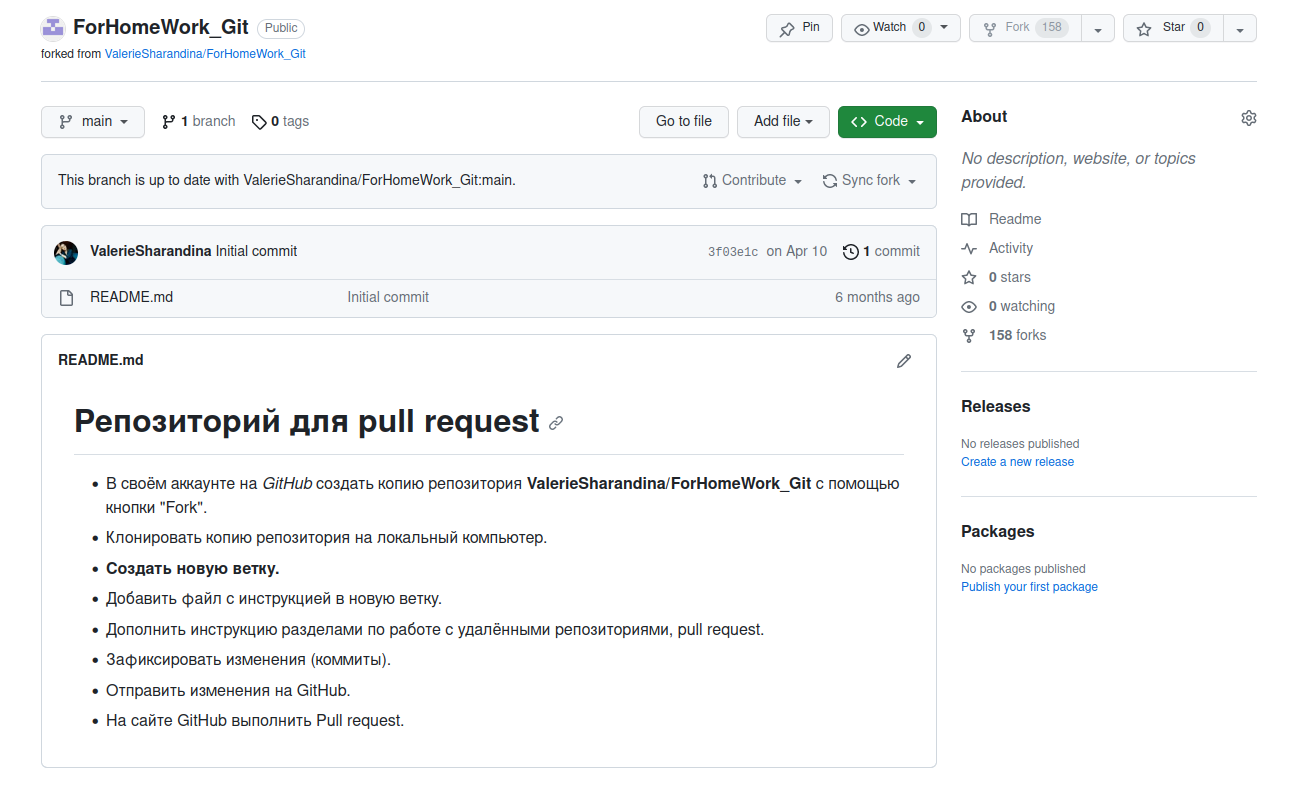 ForHomeWork_Git Public Pin Watch 0 Fork 158 Star 0
forked from ValerieSharandina/ForHomeWork_Git
main 1 branch 0 tags Go to file Add file Code
This branch is up to date with ValerieSharandina/ForHomeWork_Git:main. Contribute Sync fork
ValerieSharandina Initial commit 3f03e1c on Apr 10 1 commit
README.md Initial commit 6 months ago
README.md
Репозиторий для pull request
• В своём аккаунте на GitHub создать копию репозитория ValerieSharandina/ForHomeWork_Git с помощью
кнопки "Fork".
• Клонировать копию репозитория на локальный компьютер.
• Создать новую ветку.
• Добавить файл с инструкцией в новую ветку.
• Дополнить инструкцию разделами по работе с удалёнными репозиториями, pull request.
• Зафиксировать изменения (коммиты).
• Отправить изменения на GitHub.
• На сайте GitHub выполнить Pull request.
About
No description, website, or topics
provided.
Readme
Activity
0 stars
0 watching
158 forks
Releases
No releases published
Create a new release
Packages
No packages published
Publish your first package